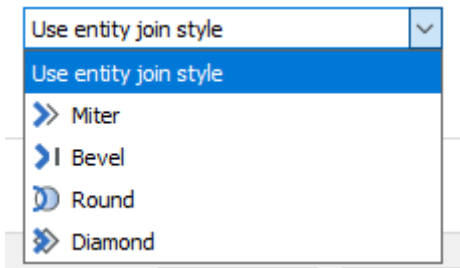 Use entity join style
Use entity join style
Miter
Bevel
Round
Diamond